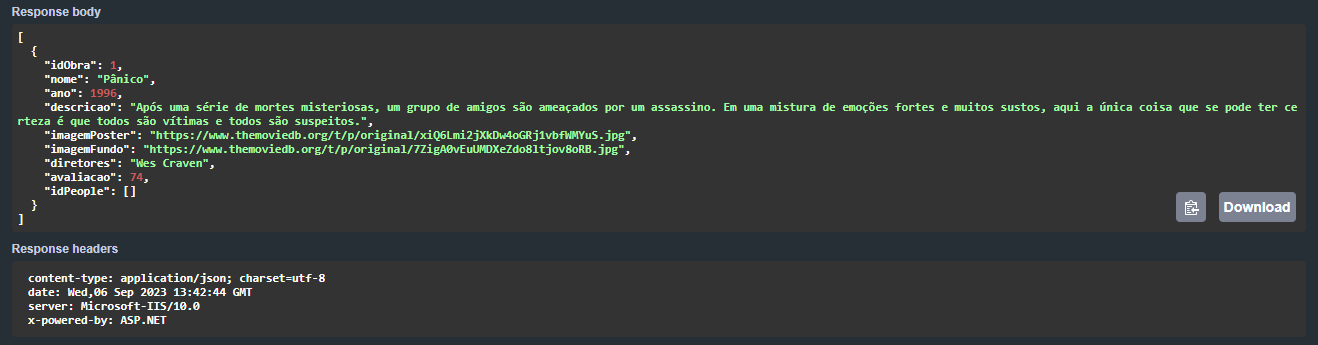 Response body
[
  {
    "idObra": 1,
    "nome": "Pânico",
    "ano": 1996,
    "descricao": "Após uma série de mortes misteriosas, um grupo de amigos são ameaçados por um assassino. Em uma mistura de emoções fortes e muitos sustos, aqui a única coisa que se pode ter ce
rteza é que todos são vítimas e todos são suspeitos.",
    "imagemPoster": "https://www.themoviedb.org/t/p/original/xiQ6Lmi2jXkDw4oGRj1vbfWMYuS.jpg",
    "imagemFundo": "https://www.themoviedb.org/t/p/original/7ZigA0vEuUMDXeZdo8ltjov8oRB.jpg",
    "diretores": "Wes Craven",
    "avaliacao": 74,
    "idPeople": []
  }
]
Download
Response headers
content-type: application/json; charset=utf-8
date: Wed,06 Sep 2023 13:42:44 GMT
server: Microsoft-IIS/10.0
x-powered-by: ASP.NET